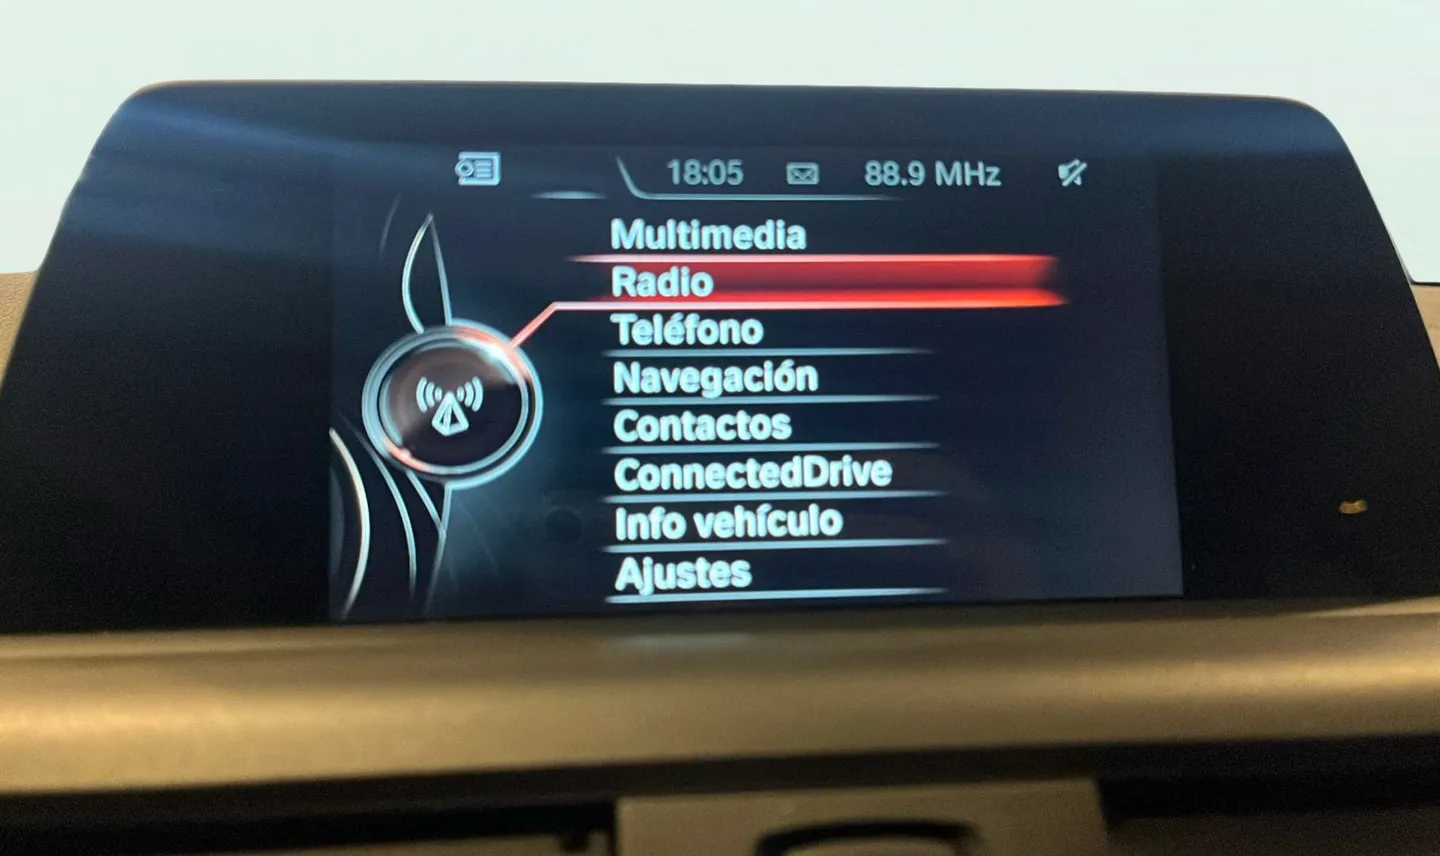 18:05 88.9 MHz
Multimedia
Radio
Teléfono
Navegación
Contactos
ConnectedDrive
Info vehículo
Ajustes